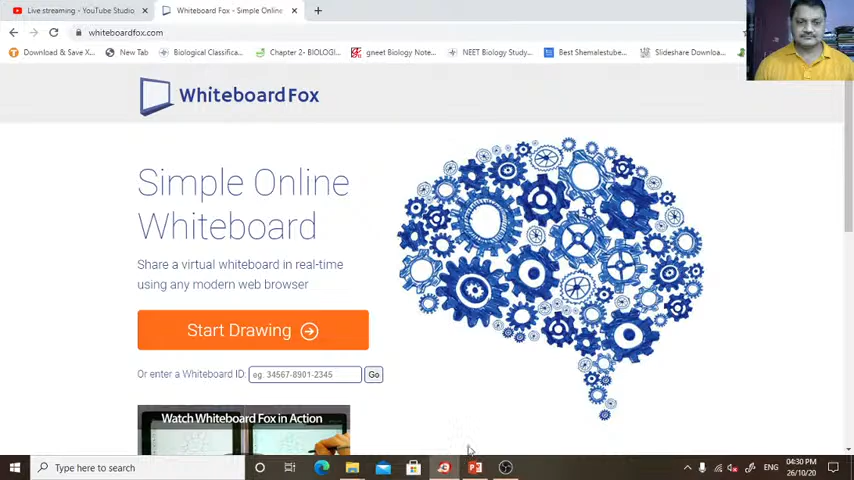 Live streaming - YouTube Studio
Whiteboard Fox - Simple Online
whiteboardfox.com
Download & Save X...
New Tab
Biological Classific...
Chapter 2- BIOLOGI...
gneet Biology Note...
NEET Biology Study...
Best Shemalestube...
Slideshare Downloa...
Whiteboard Fox
Simple Online
Whiteboard
Share a virtual whiteboard in real-time
using any modern web browser
Start Drawing
Or enter a Whiteboard ID:
eg: 34567-8901-2345
Go
Watch Whiteboard Fox in Action
Type here to search
ENG
04:30 PM
26/10/20